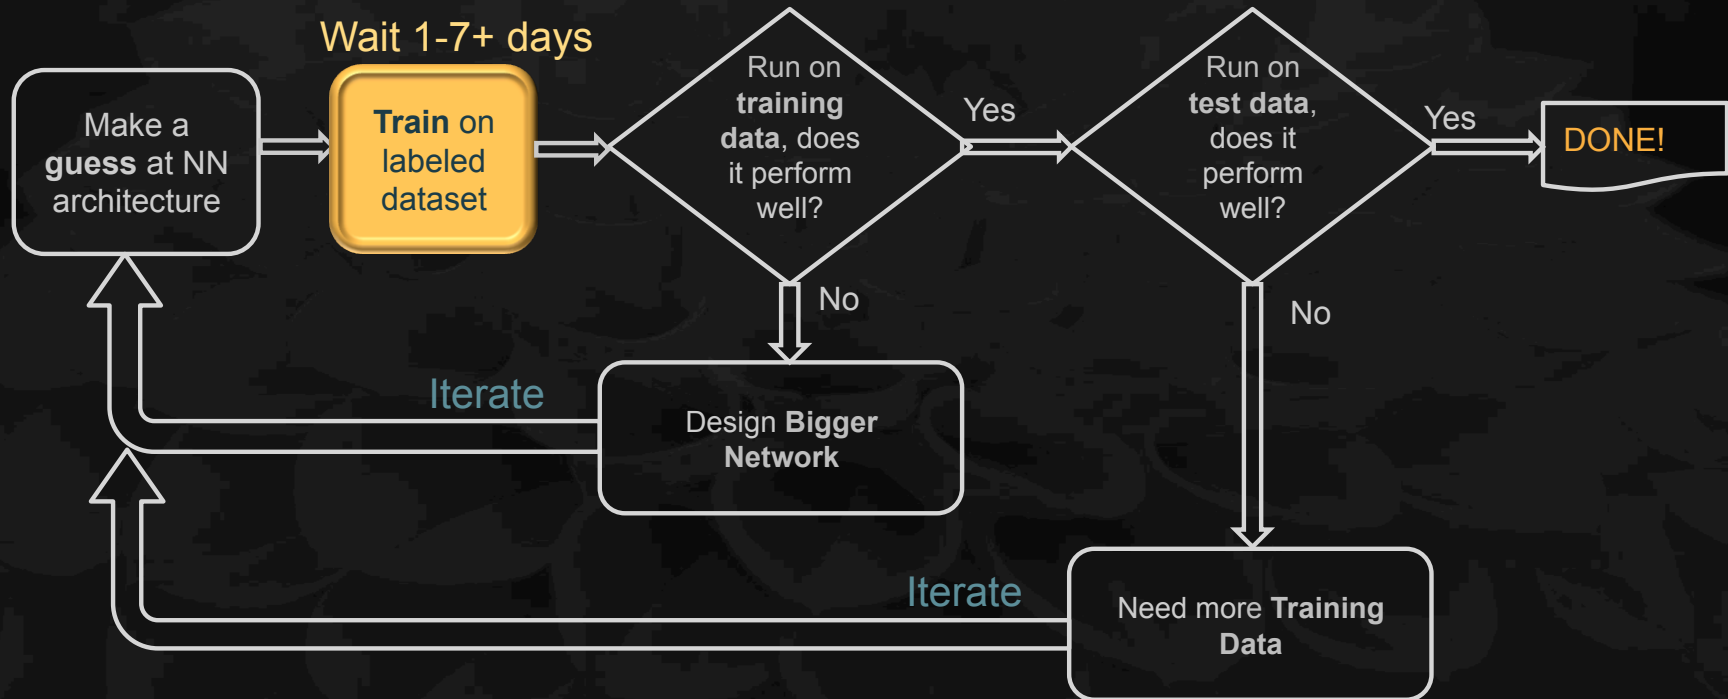 Wait 1-7+ days
Make a
guess at NN
architecture
Train on
labeled
dataset
Run on
training
data, does
it perform
well?
Yes
No
Run on
test data,
does it
perform
well?
Yes
No
DONE!
Iterate
Design Bigger
Network
Iterate
Need more Training
Data